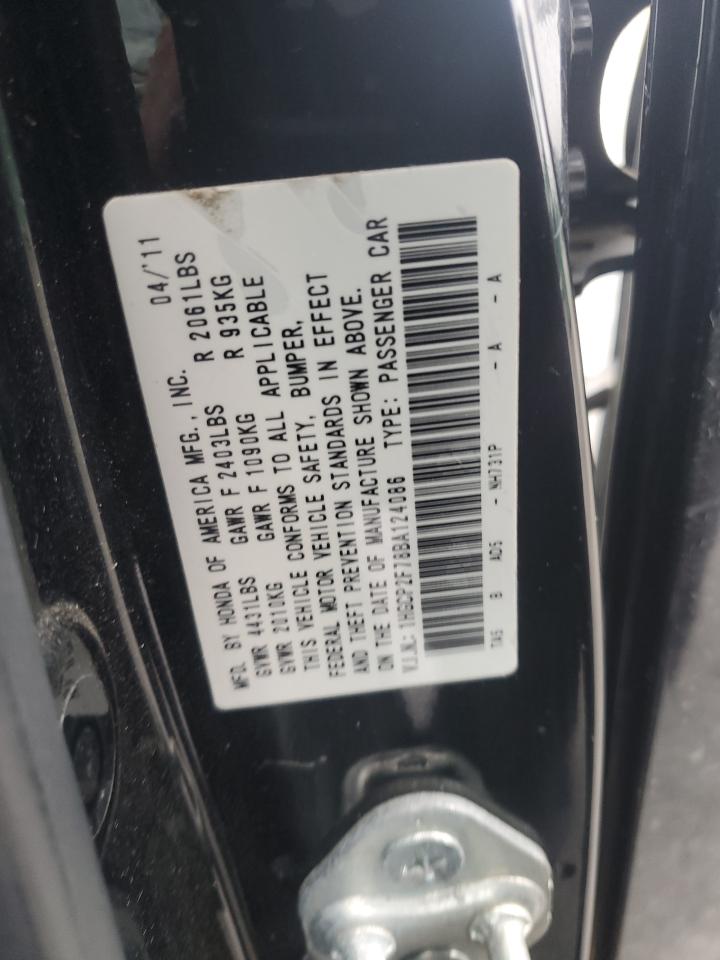 MFD. BY HONDA OF AMERICA MFG., INC. 04/'11
GVWR 4431LBS GAWR F 2403LBS R 2061LBS
GVWR 2010KG GAWR F 1090KG R 935KG
THIS VEHICLE CONFORMS TO ALL APPLICABLE
FEDERAL MOTOR VEHICLE SAFETY, BUMPER,
AND THEFT PREVENTION STANDARDS IN EFFECT
ON THE DATE OF MANUFACTURE SHOWN ABOVE.
V.I.N.: 1HGCP2F78BA124086 TYPE: PASSENGER CAR
TA5 B AD5 - NH731P - A - A